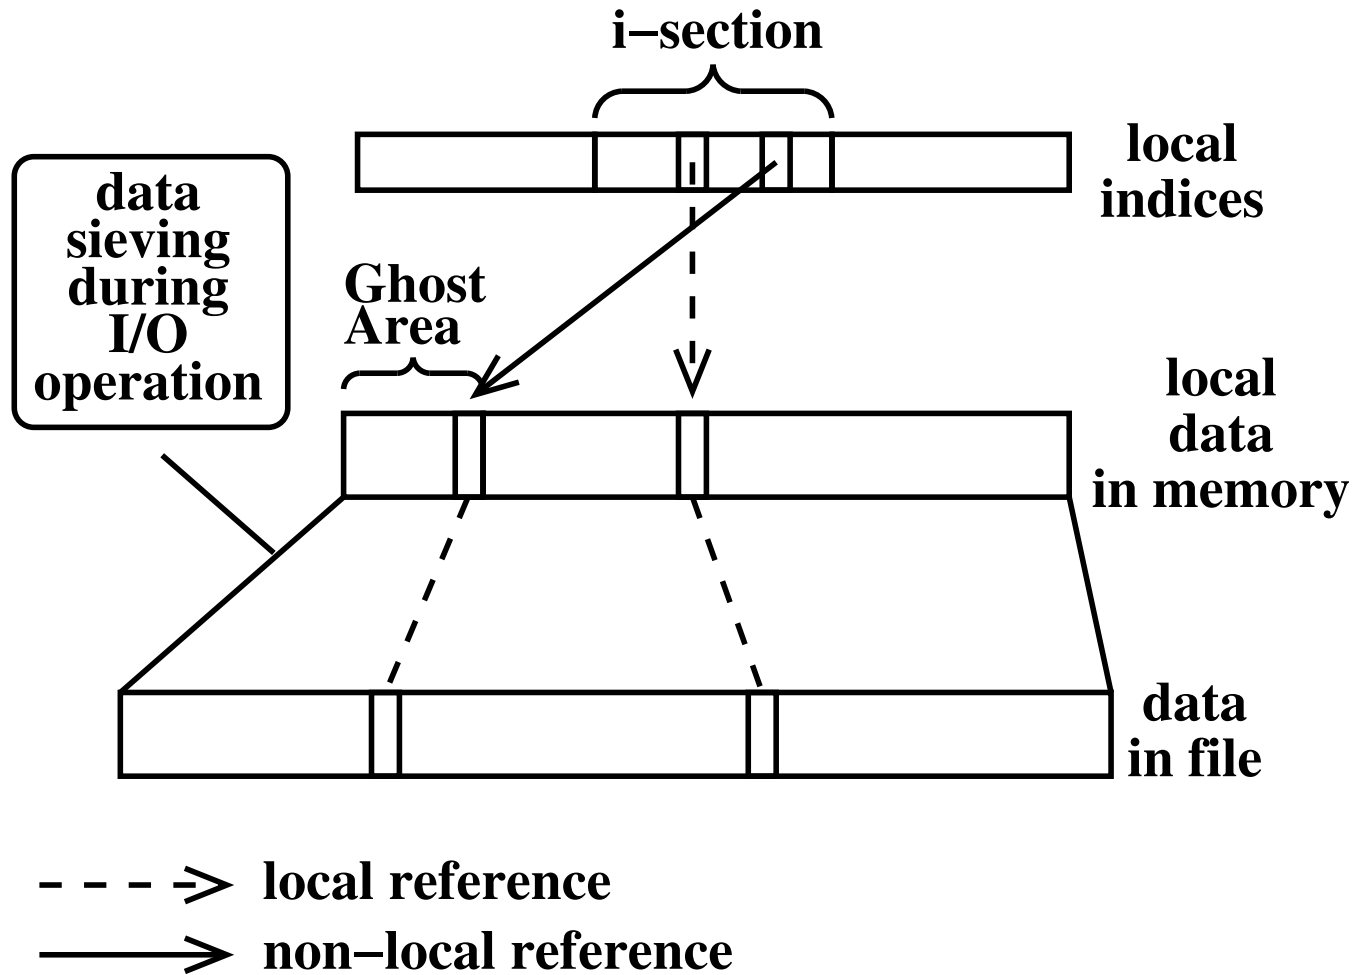 i–section
local
indices
data
sieving
during
I/O
operation
Ghost
Area
local
data
in memory
data
in file
local reference
non–local reference